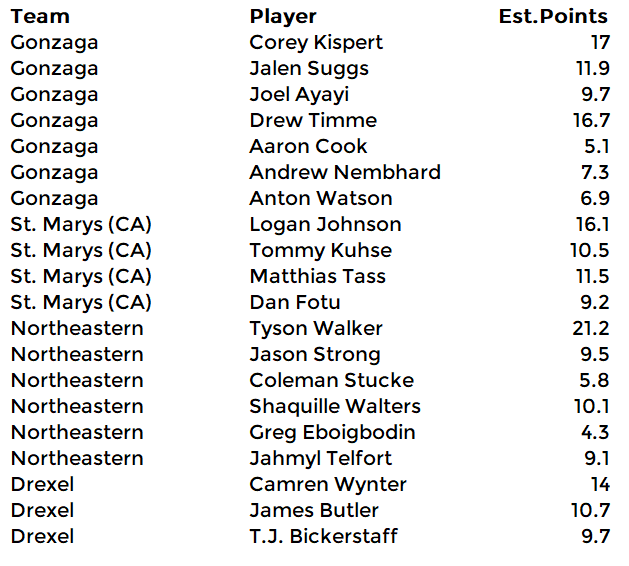 Team Player Est.Points
Gonzaga Corey Kispert 17
Gonzaga Jalen Suggs 11.9
Gonzaga Joel Ayayi 9.7
Gonzaga Drew Timme 16.7
Gonzaga Aaron Cook 5.1
Gonzaga Andrew Nembhard 7.3
Gonzaga Anton Watson 6.9
St. Marys (CA) Logan Johnson 16.1
St. Marys (CA) Tommy Kuhse 10.5
St. Marys (CA) Matthias Tass 11.5
St. Marys (CA) Dan Fotu 9.2
Northeastern Tyson Walker 21.2
Northeastern Jason Strong 9.5
Northeastern Coleman Stucke 5.8
Northeastern Shaquille Walters 10.1
Northeastern Greg Eboigbodin 4.3
Northeastern Jahmyl Telfort 9.1
Drexel Camren Wynter 14
Drexel James Butler 10.7
Drexel T.J. Bickerstaff 9.7